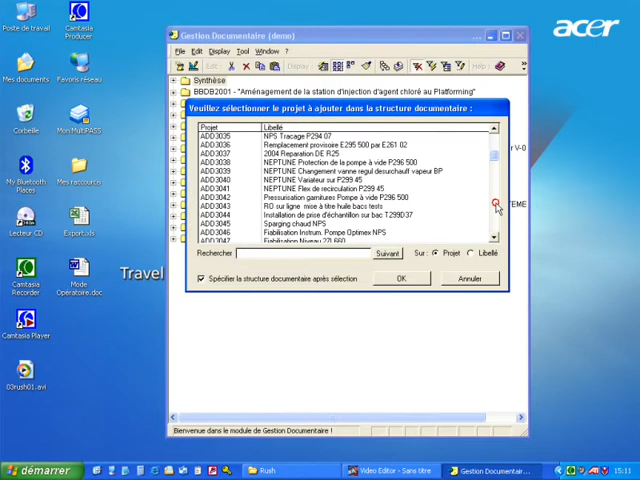 Poste de travail
Camtasia Producer
Mes documents
Favoris réseau
Corbeille
Mon MultiPASS
My Bluetooth Places
Mes raccourcis
Lecteur CD
Export.xls
Camtasia Recorder
Mode Opératoire.doc
Camtasia Player
03rush01.avi
acer
Travel
Gestion Documentaire (demo)
File Edit Display Tool Window ?
Edit :
Display :
Help :
Synthèse
BBDB2001 - "Aménagement de la station d'injection d'agent chloré au Platforming"
Veuillez sélectionner le projet à ajouter dans la structure documentaire :
Projet Libellé
ADD3035 NPS Tracage P294 07
ADD3036 Remplacement provisoire E295 500 par E261 02
ADD3037 2004 Reparation DE R25
ADD3038 NEPTUNE Protection de la pompe à vide P296 500
ADD3039 NEPTUNE Changement vanne regul desurchauff vapeur BP
ADD3040 NEPTUNE Variateur sur P299 45
ADD3041 NEPTUNE Flex de recirculation P299 45
ADD3042 Pressurisation garnitures Pompe à vide P296 500
ADD3043 RO sur ligne mise à titre huile bacs tests
ADD3044 Installation de prise d'échantillon sur bac T299D37
ADD3045 Sparging chaud NPS
ADD3046 Fiabilisation Instrum. Pompe Optimex NPS
ADD3047 Fiabilisation Niveau 27L660
V-0
TEME
Rechercher
Suivant
Sur :
Projet
Libellé
Spécifier la structure documentaire après sélection
OK
Annuler
Bienvenue dans le module de Gestion Documentaire !
démarrer
Rush
Video Editor - Sans titre
Gestion Documentair...
15:11